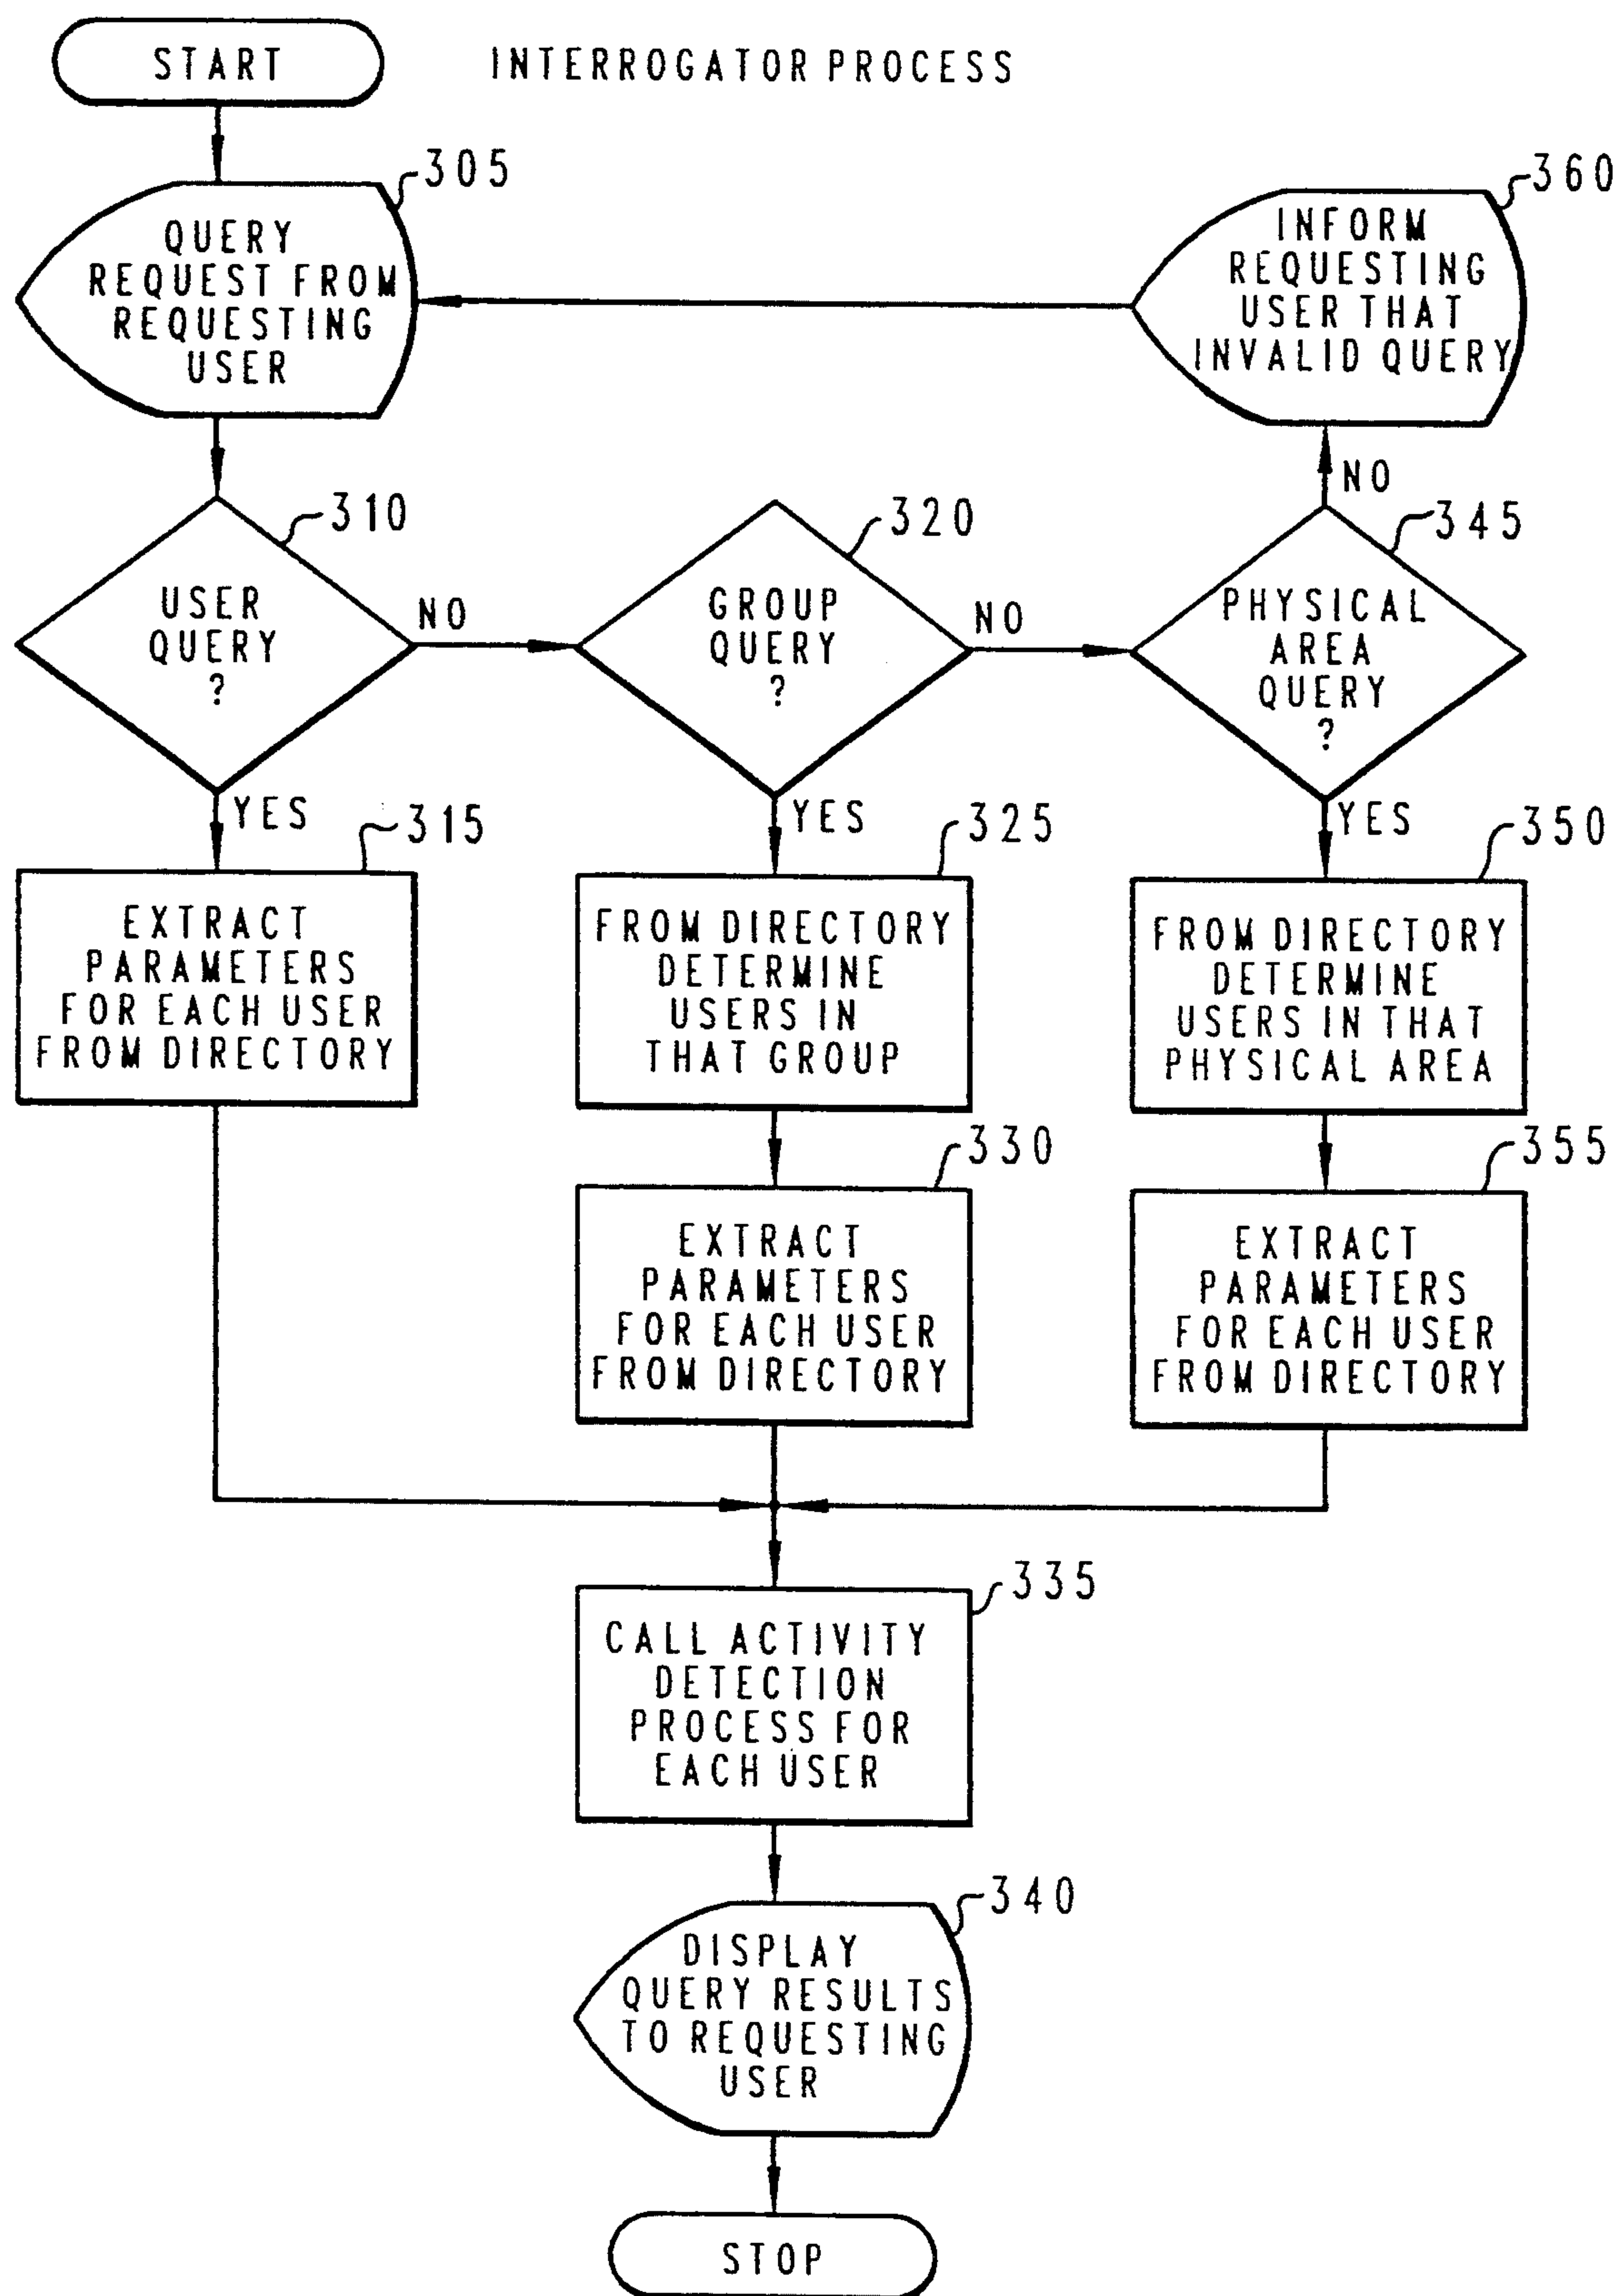 START
INTERROGATOR PROCESS
305
QUERY
REQUEST FROM
REQUESTING
USER
360
INFORM
REQUESTING
USER THAT
INVALID QUERY
310
USER
QUERY
?
NO
320
GROUP
QUERY
?
NO
345
PHYSICAL
AREA
QUERY
?
NO
YES
315
EXTRACT
PARAMETERS
FOR EACH USER
FROM DIRECTORY
YES
325
FROM DIRECTORY
DETERMINE
USERS IN
THAT GROUP
YES
350
FROM DIRECTORY
DETERMINE
USERS IN THAT
PHYSICAL AREA
330
EXTRACT
PARAMETERS
FOR EACH USER
FROM DIRECTORY
355
EXTRACT
PARAMETERS
FOR EACH USER
FROM DIRECTORY
335
CALL ACTIVITY
DETECTION
PROCESS FOR
EACH USER
340
DISPLAY
QUERY RESULTS
TO REQUESTING
USER
STOP